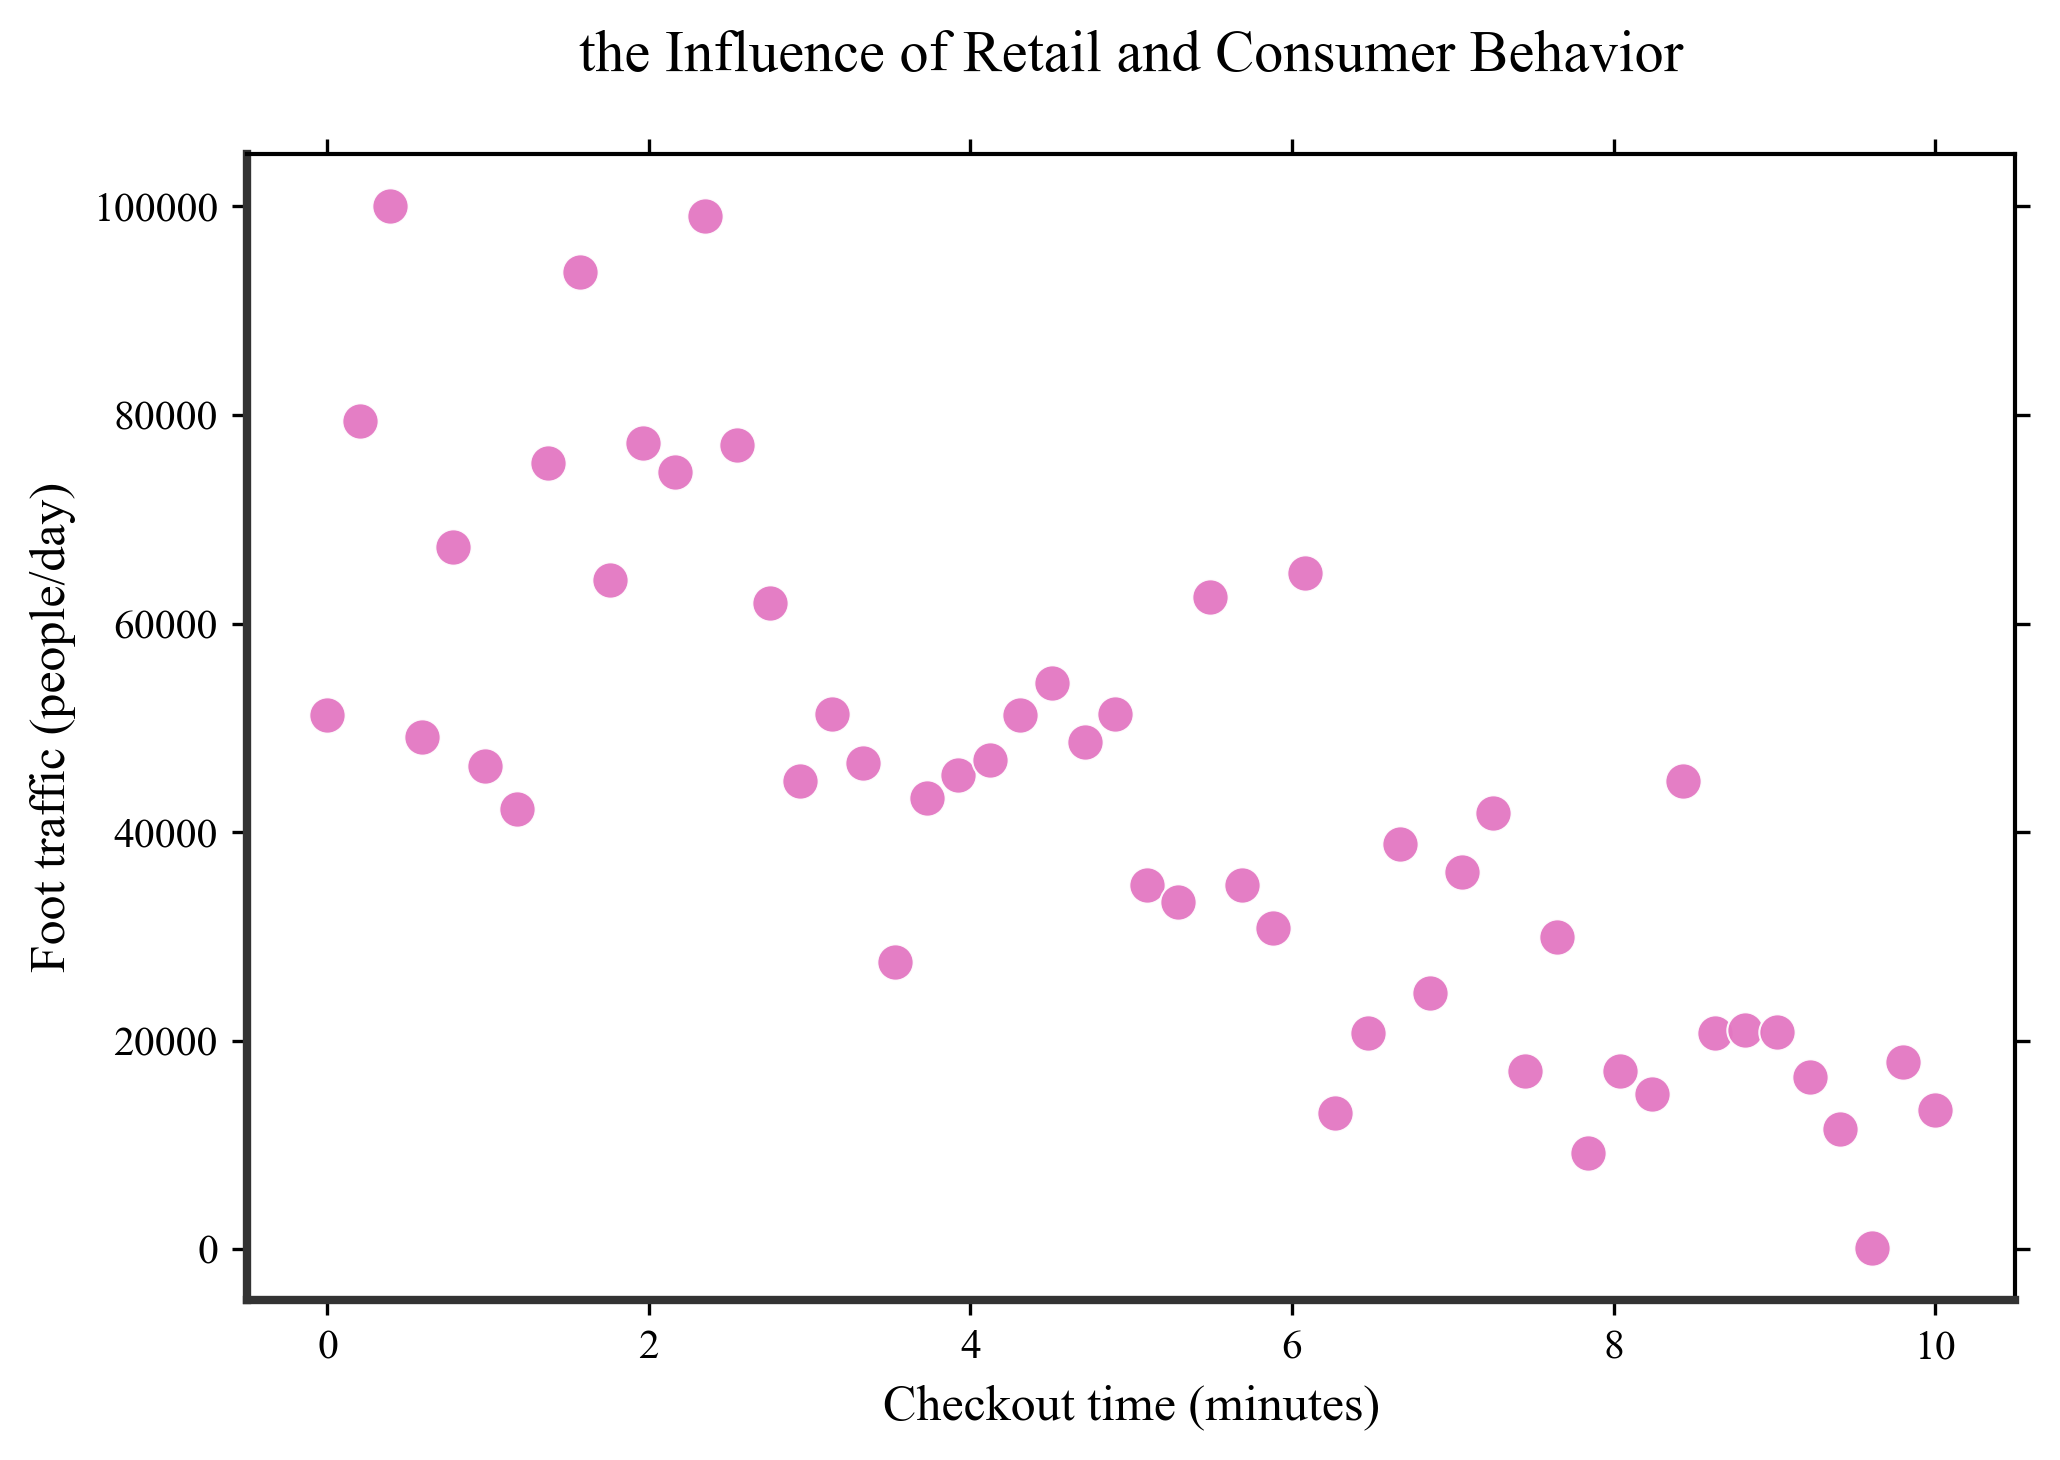 the Influence of Retail and Consumer Behavior
100000
80000
60000
40000
20000
0
Foot traffic (people/day)
0 2 4 6 8 10
Checkout time (minutes)